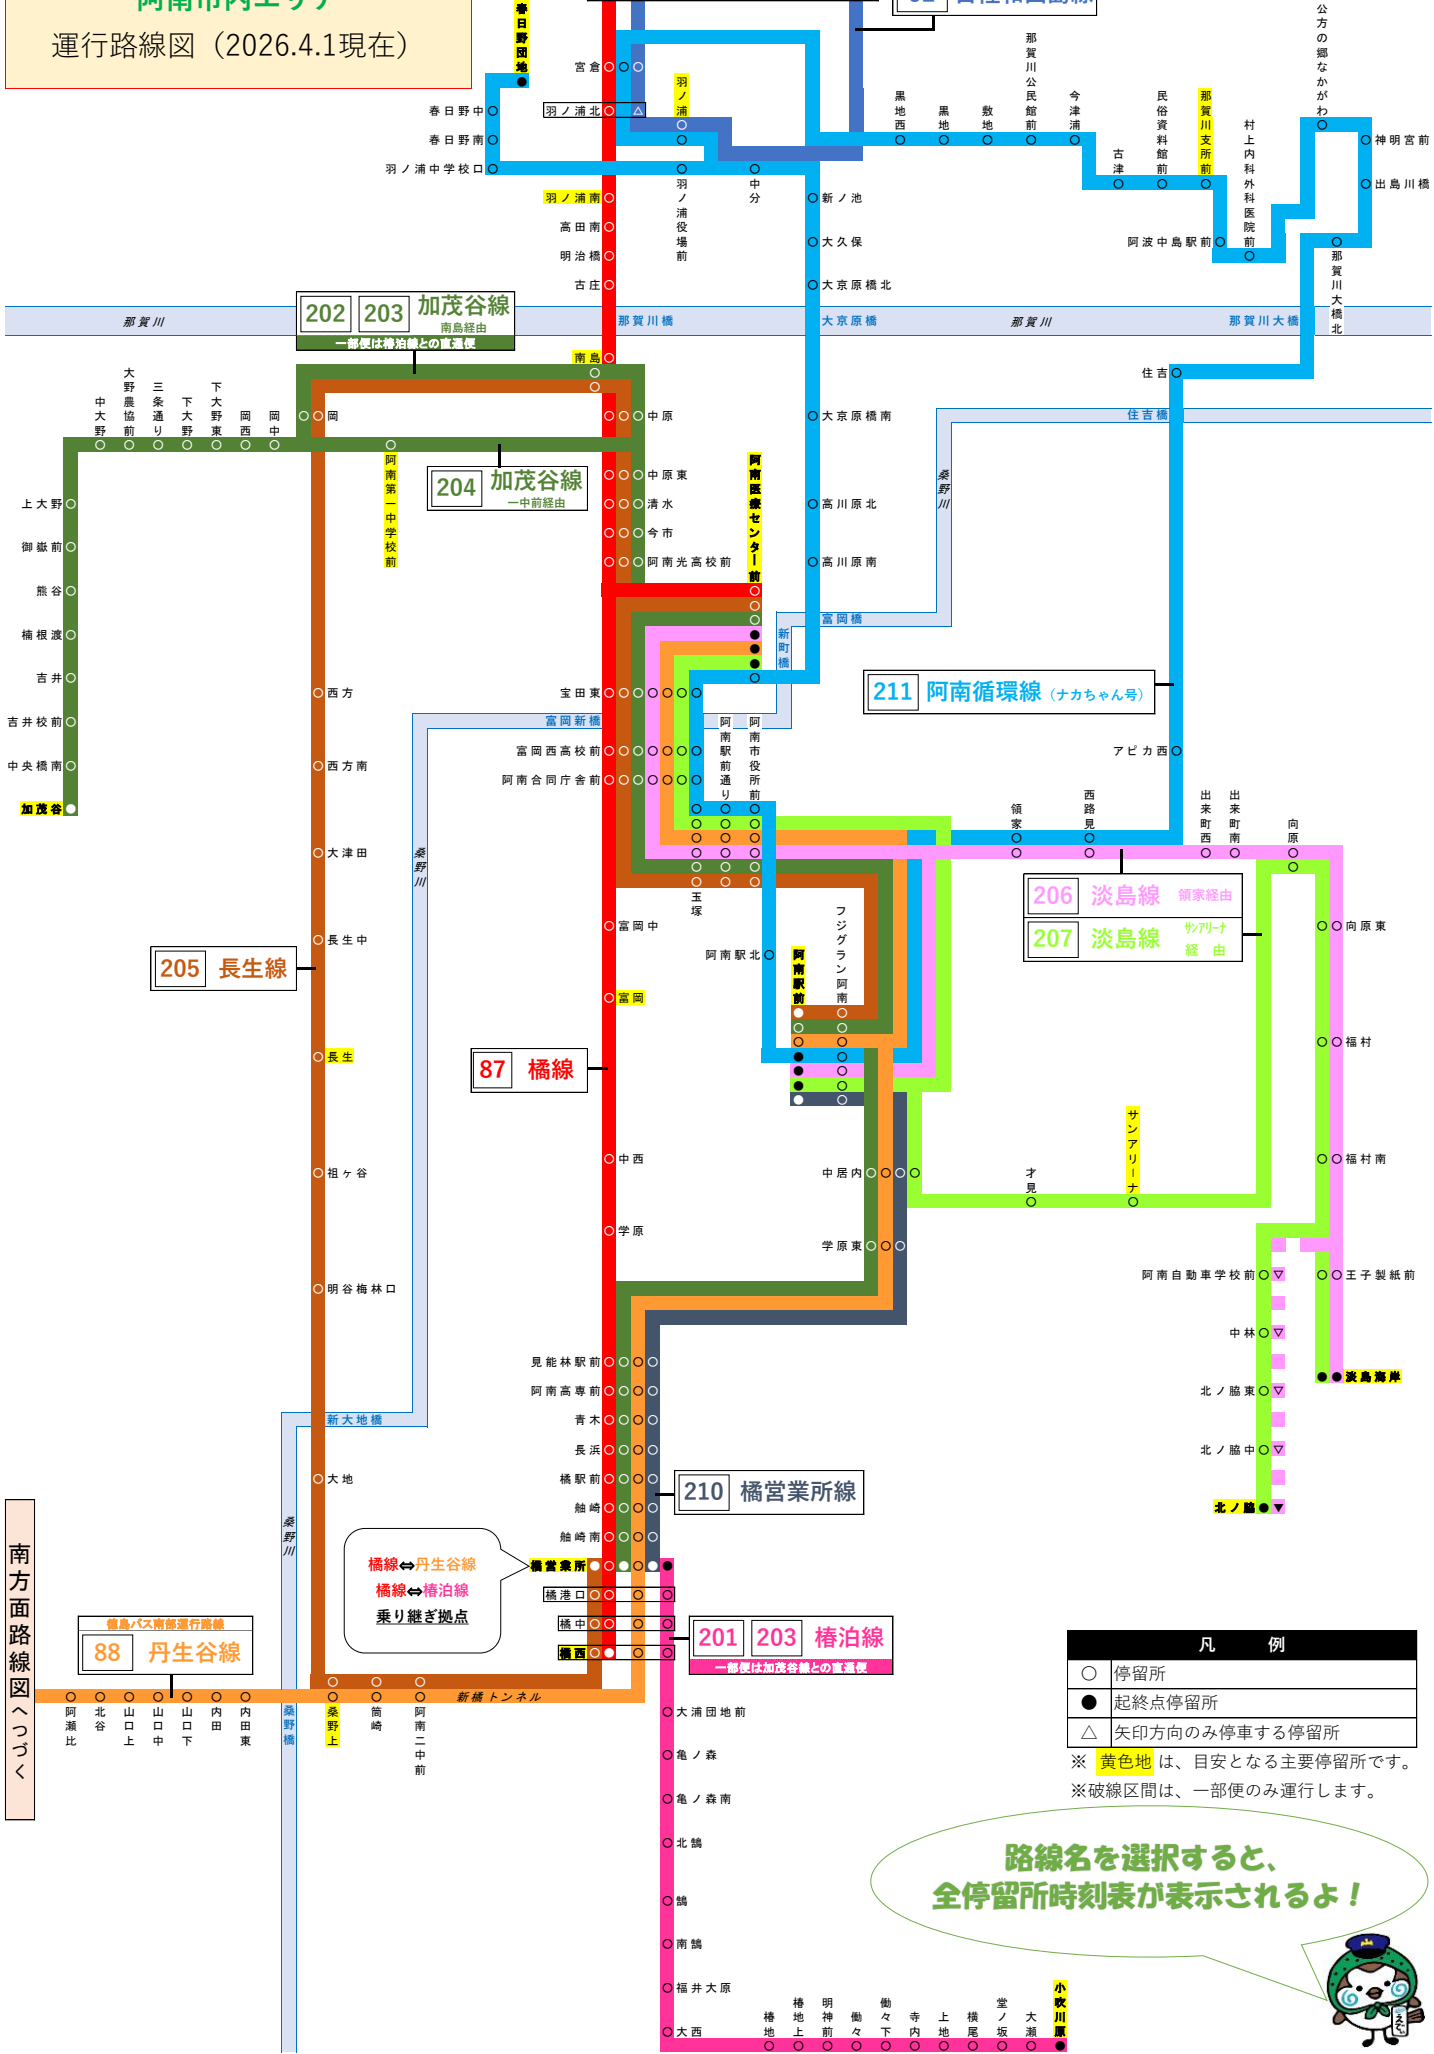 運行路線図（2026.4.1現在）
春日野団地
宮倉
羽ノ浦北
羽ノ浦
春日野中
春日野南
羽ノ浦中学校口
羽ノ浦南
高田南
明治橋
古庄
羽ノ浦役場前
中分
新ノ池
大久保
大京原橋北
黒地西
黒地
敷地
那賀川公民館前
今津浦
古津
民俗資料館前
那賀川支所前
村上内科外科医院前
公方の郷なかがわ
神明宮前
出島川橋
阿波中島駅前
那賀川大橋北
那賀川
那賀川橋
大京原橋
那賀川
那賀川大橋
202 203 加茂谷線
南島経由
一部便は椿泊線との直通便
南島
住吉
中大野
大野農協前
三条通り
下大野
下大野東
岡西
岡中
岡
中原
大京原橋南
住吉橋
阿南第一中学校前
204 加茂谷線
一中前経由
中原東
清水
今市
阿南光高校前
阿南医療センター前
高川原北
高川原南
桑野川
富岡橋
新町橋
上大野
御嶽前
熊谷
楠根渡
吉井
吉井校前
中央橋南
加茂谷
西方
西方南
大津田
長生中
宝田東
富岡新橋
富岡西高校前
阿南合同庁舎前
阿南駅前通り
阿南市役所前
211 阿南循環線（ナカちゃん号）
アピカ西
領家
西路見
出来町西
出来町南
向原
桑野川
玉塚
206 淡島線 領家経由
207 淡島線 サンアリーナ経由
205 長生線
富岡中
富岡
阿南駅北
阿南駅前
フジグラン阿南
向原東
福村
福村南
長生
87 橘線
中西
学原
中居内
学原東
才見
サンアリーナ
祖ヶ谷
明谷梅林口
阿南自動車学校前
王子製紙前
中林
北ノ脇東
淡島海岸
北ノ脇中
北ノ脇
見能林駅前
阿南高専前
青木
長浜
橘駅前
舳崎
舳崎南
橘営業所
橘港口
橘中
橘西
新大地橋
大地
桑野川
210 橘営業所線
橘線⇔丹生谷線
橘線⇔椿泊線
乗り継ぎ拠点
201 203 椿泊線
一部便は加茂谷線との直通便
南方面路線図へつづく
徳島バス南部運行路線
88 丹生谷線
阿瀬比
北谷
山口上
山口中
山口下
内田
内田東
桑野橋
桑野上
筒崎
阿南二中前
新橘トンネル
大浦団地前
亀ノ森
亀ノ森南
北鵠
鵠
南鵠
福井大原
大西
椿地
椿地上
明神前
働々
働々下
寺内
上地
横尾
堂ノ坂
大瀬
小吹川原
凡 例
○ 停留所
● 起終点停留所
△ 矢印方向のみ停車する停留所
※ 黄色地 は、目安となる主要停留所です。
※破線区間は、一部便のみ運行します。
路線名を選択すると、
全停留所時刻表が表示されるよ！